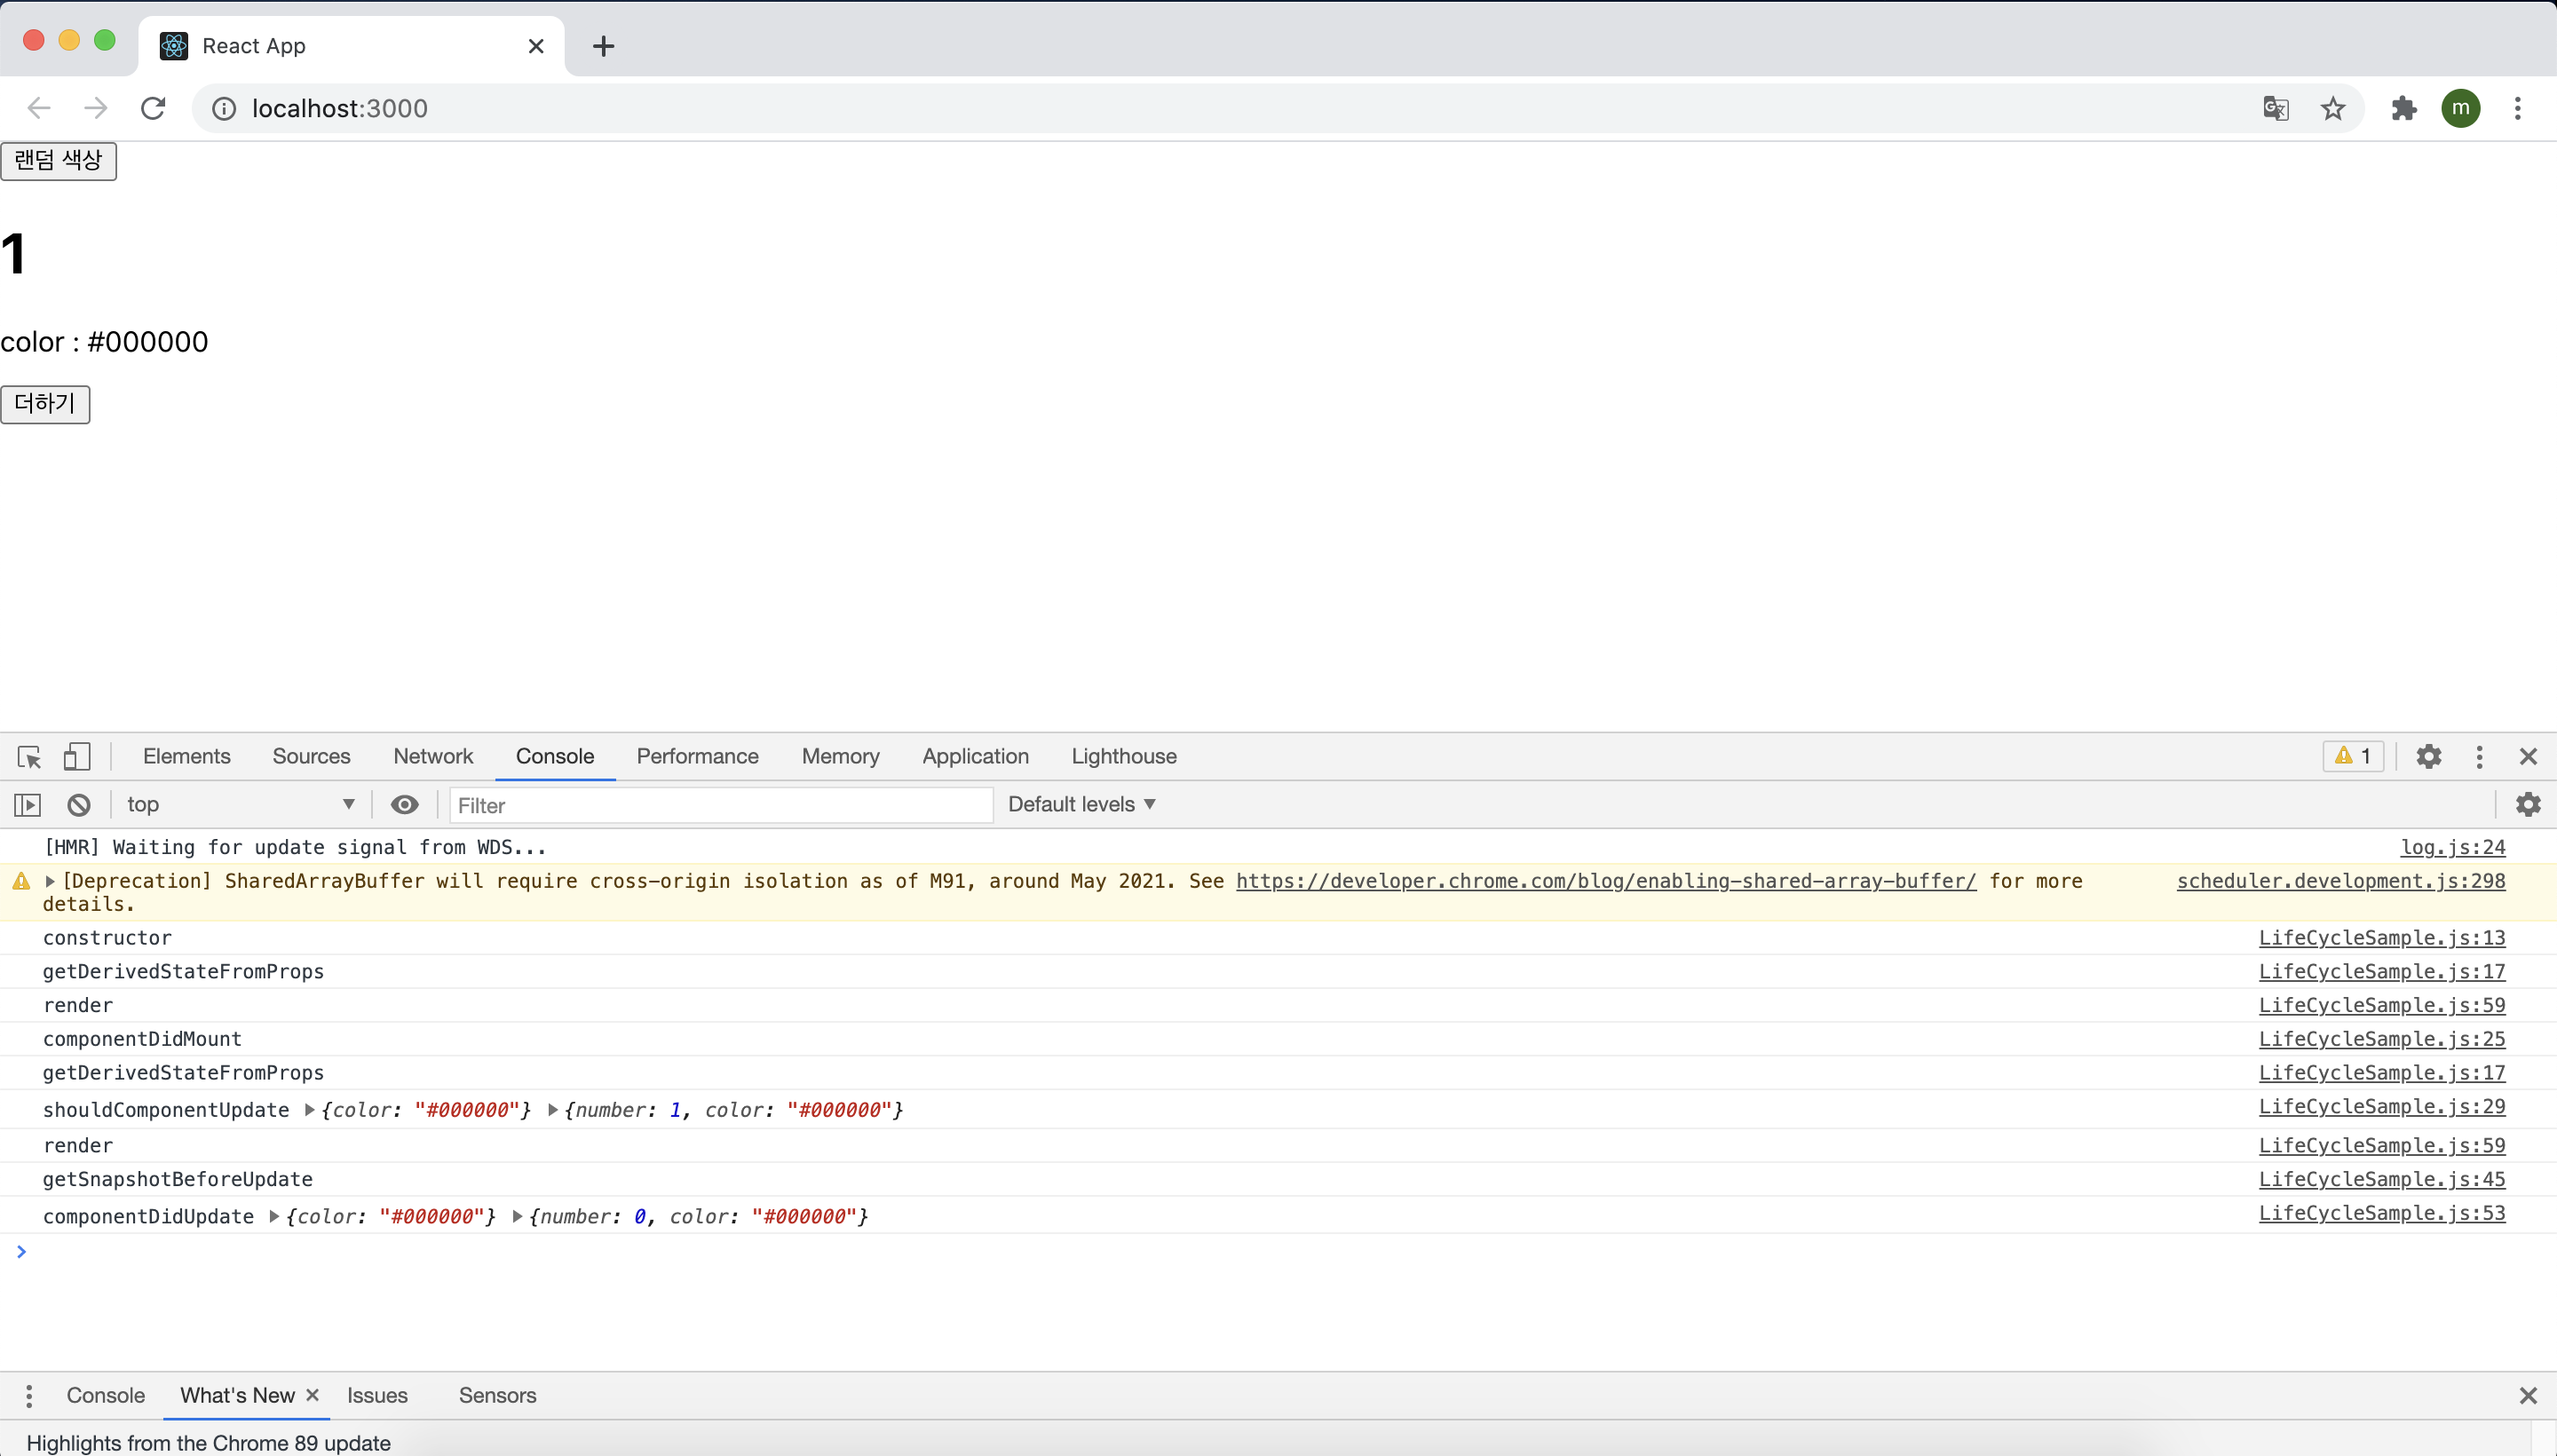 React App
localhost:3000
m
랜덤 색상
1
color : #000000
더하기
Elements Sources Network Console Performance Memory Application Lighthouse 1
top Filter Default levels
[HMR] Waiting for update signal from WDS... log.js:24
[Deprecation] SharedArrayBuffer will require cross-origin isolation as of M91, around May 2021. See https://developer.chrome.com/blog/enabling-shared-array-buffer/ for more scheduler.development.js:298
details.
constructor LifeCycleSample.js:13
getDerivedStateFromProps LifeCycleSample.js:17
render LifeCycleSample.js:59
componentDidMount LifeCycleSample.js:25
getDerivedStateFromProps LifeCycleSample.js:17
shouldComponentUpdate {color: "#000000"} {number: 1, color: "#000000"} LifeCycleSample.js:29
render LifeCycleSample.js:59
getSnapshotBeforeUpdate LifeCycleSample.js:45
componentDidUpdate {color: "#000000"} {number: 0, color: "#000000"} LifeCycleSample.js:53
Console What's New Issues Sensors
Highlights from the Chrome 89 update